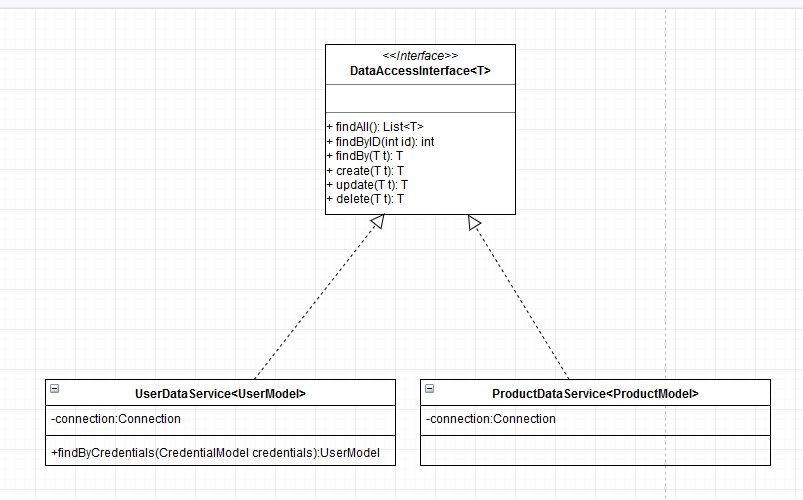 <<Interface>>
DataAccessInterface<T>
+ findAll(): List<T>
+ findByID(int id): int
+ findBy(T t): T
+ create(T t): T
+ update(T t): T
+ delete(T t): T
UserDataService<UserModel>
-connection:Connection
+findByCredentials(CredentialModel credentials):UserModel
ProductDataService<ProductModel>
-connection:Connection